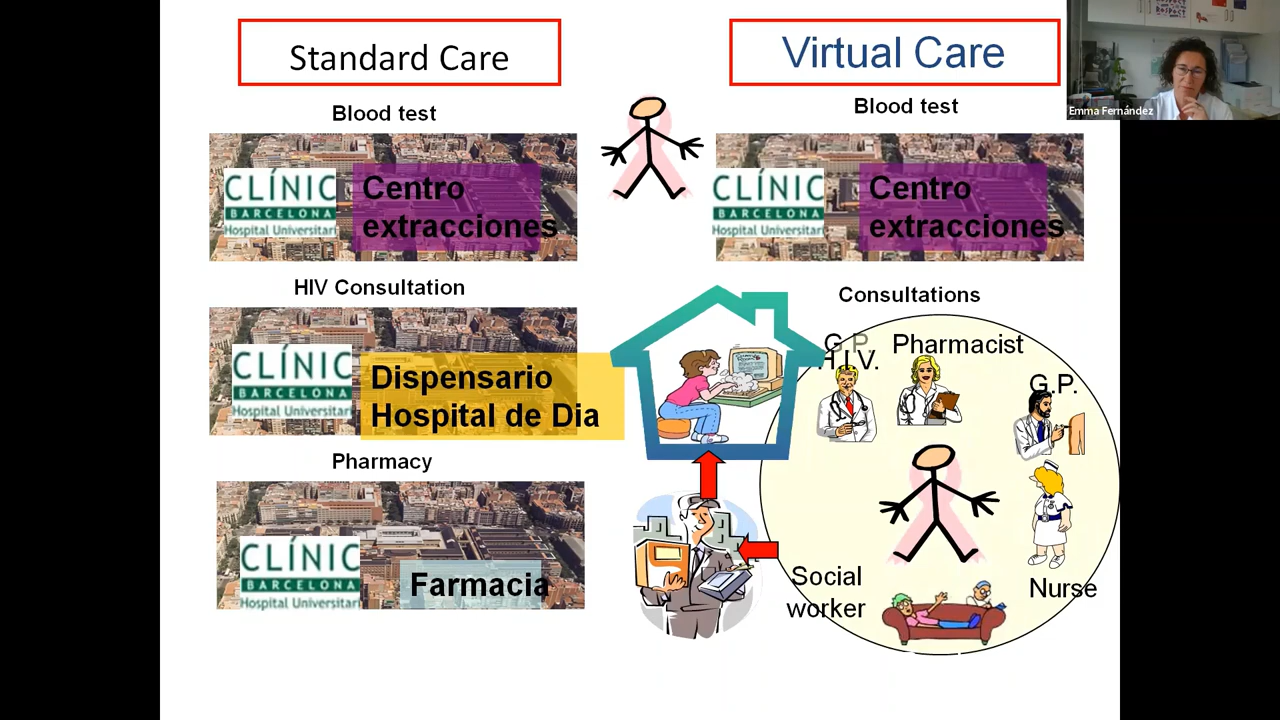 Standard Care
Virtual Care
Emma Fernández
Blood test
CLÍNIC
BARCELONA
Hospital Universitari
Centro
extracciones
Blood test
CLÍNIC
BARCELONA
Hospital Universitari
Centro
extracciones
HIV Consultation
CLÍNIC
BARCELONA
Hospital Universitari
Dispensario
Hospital de Dia
Consultations
G.P.
H.I.V.
Pharmacist
G.P.
Nurse
Social
worker
Pharmacy
CLÍNIC
BARCELONA
Hospital Universitari
Farmacia